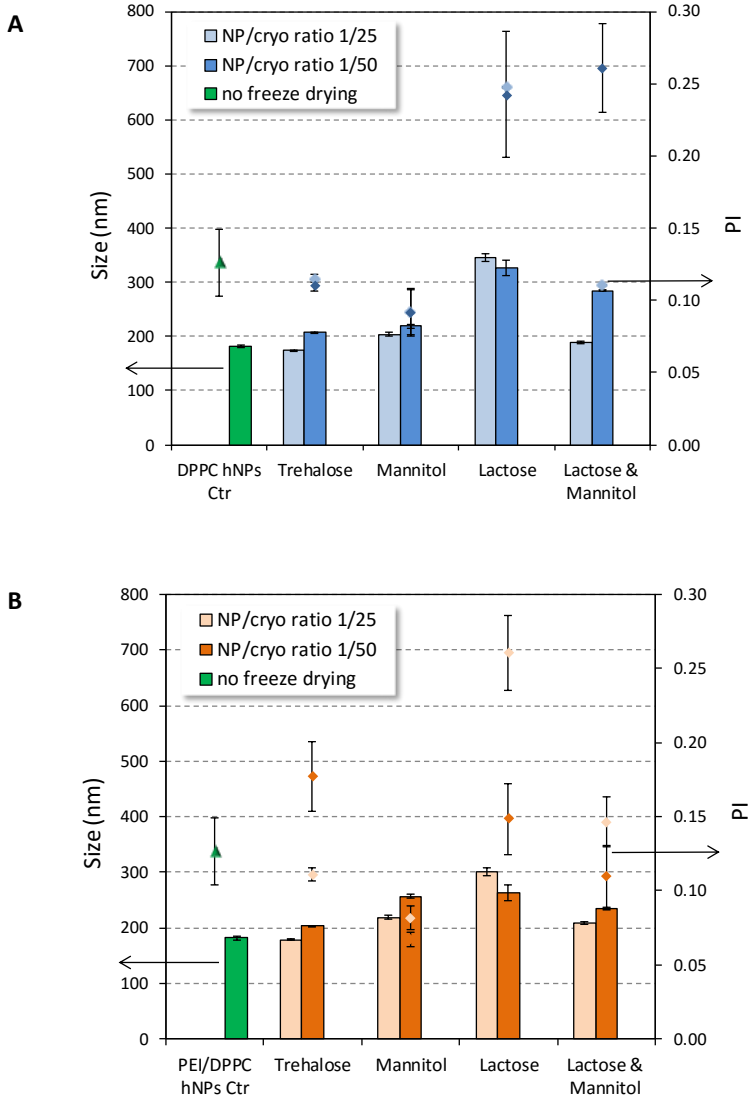 A
800
700
600
500
400
300
200
100
0
Size (nm)
NP/cryo ratio 1/25
NP/cryo ratio 1/50
no freeze drying
0.30
0.25
0.20
0.15
0.10
0.05
0.00
PI
DPPC hNPs
Ctr
Trehalose
Mannitol
Lactose
Lactose &
Mannitol
B
800
700
600
500
400
300
200
100
0
Size (nm)
NP/cryo ratio 1/25
NP/cryo ratio 1/50
no freeze drying
0.30
0.25
0.20
0.15
0.10
0.05
0.00
PI
PEI/DPPC
hNPs Ctr
Trehalose
Mannitol
Lactose
Lactose &
Mannitol